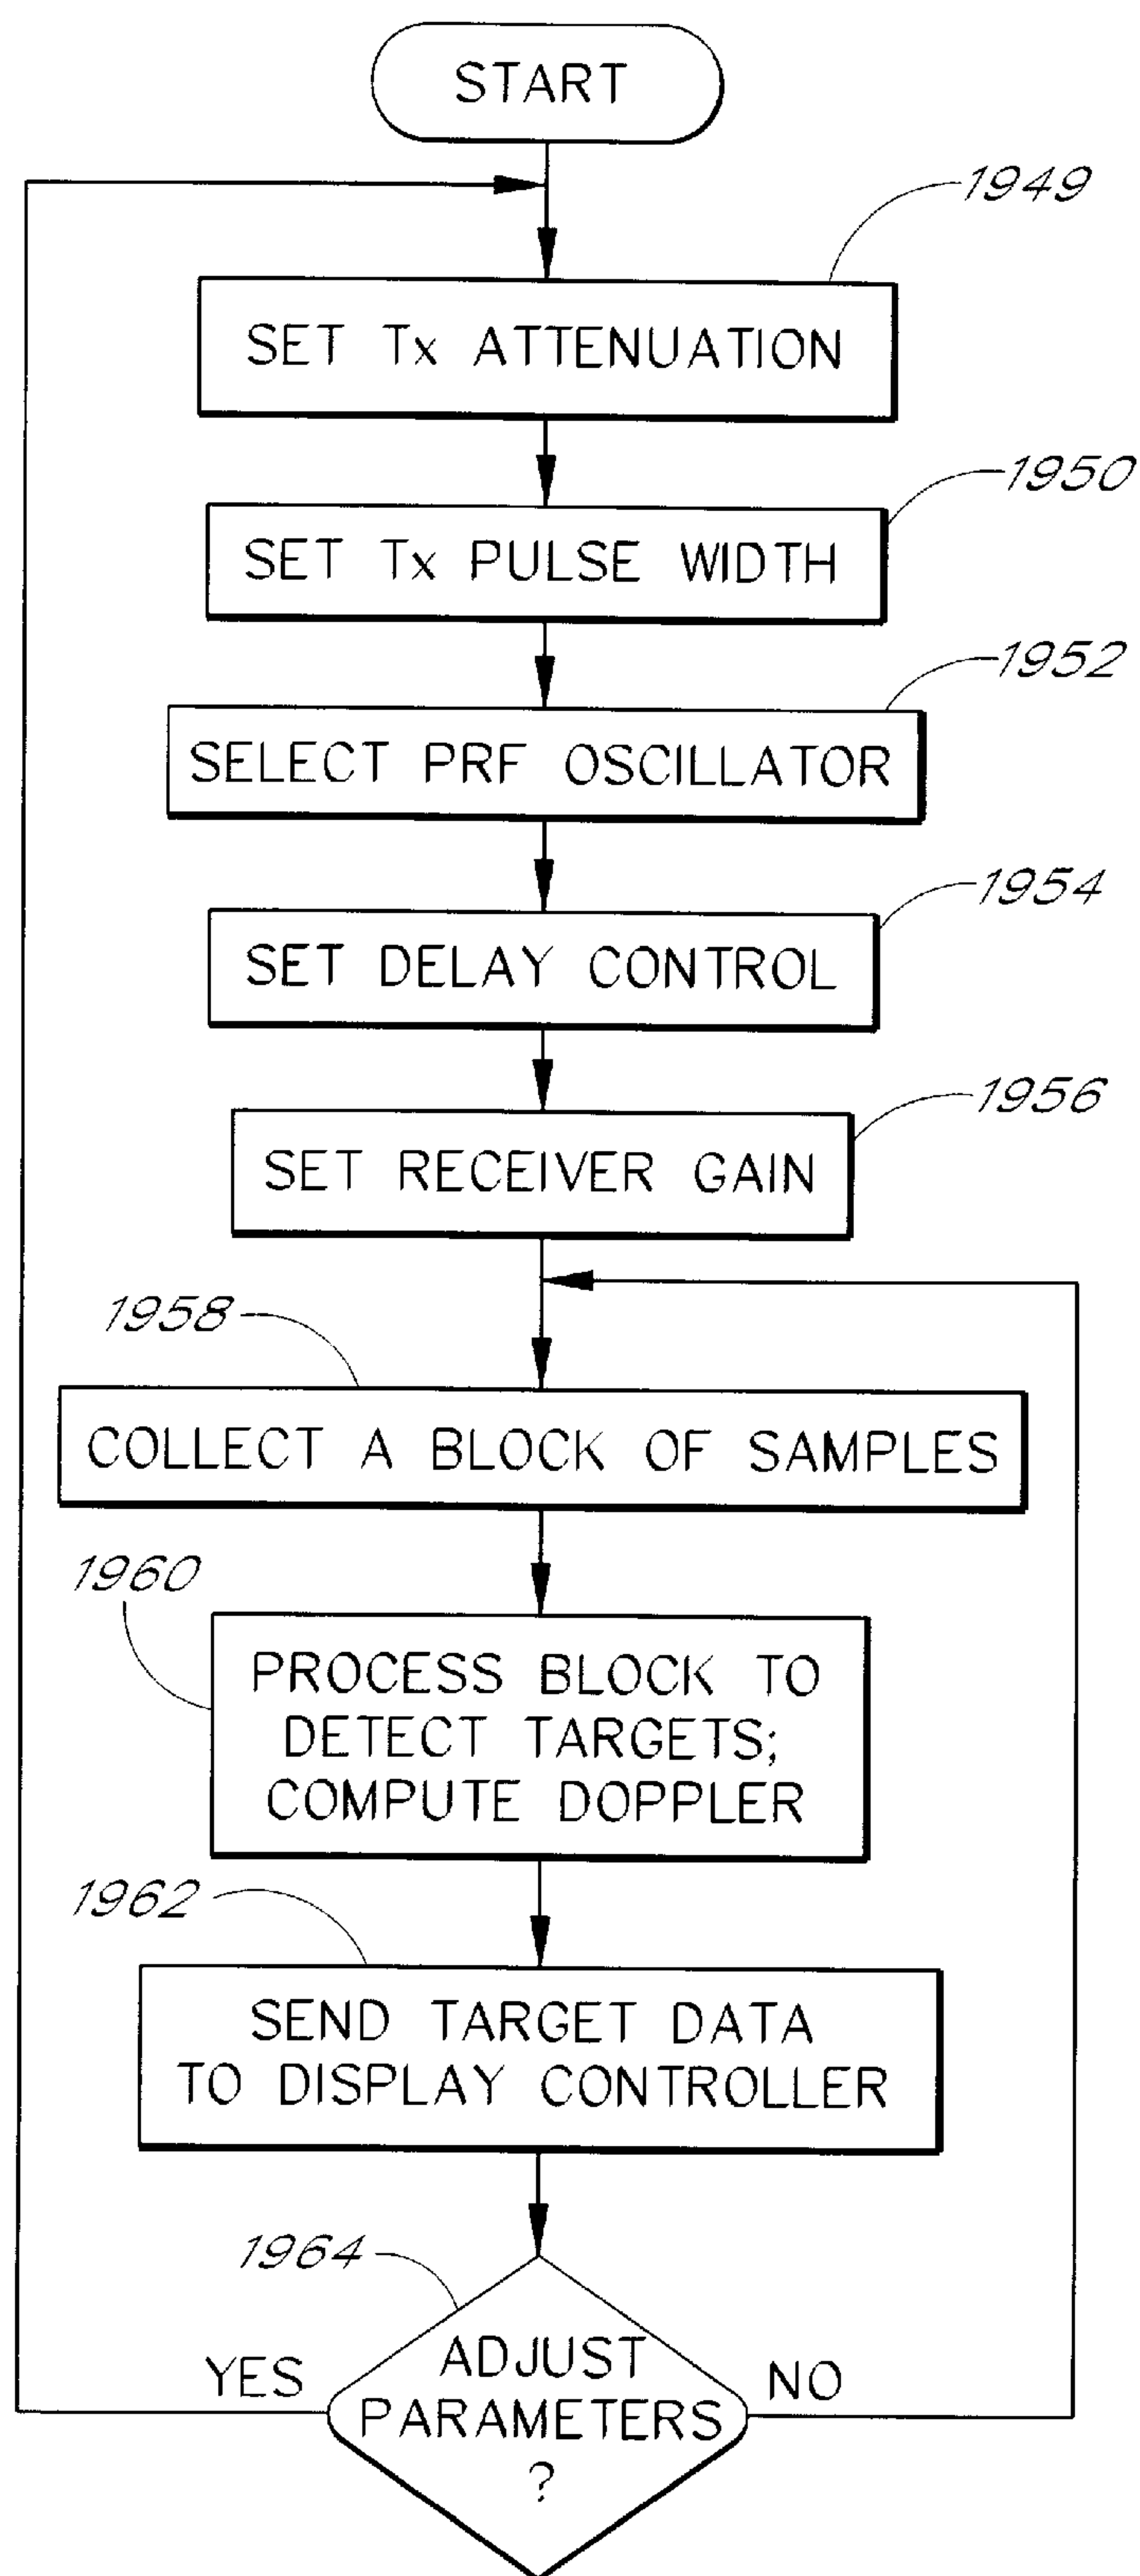 START
1949
SET Tx ATTENUATION
1950
SET Tx PULSE WIDTH
1952
SELECT PRF OSCILLATOR
1954
SET DELAY CONTROL
1956
SET RECEIVER GAIN
1958
COLLECT A BLOCK OF SAMPLES
1960
PROCESS BLOCK TO
DETECT TARGETS;
COMPUTE DOPPLER
1962
SEND TARGET DATA
TO DISPLAY CONTROLLER
1964
ADJUST
PARAMETERS
?
YES
NO